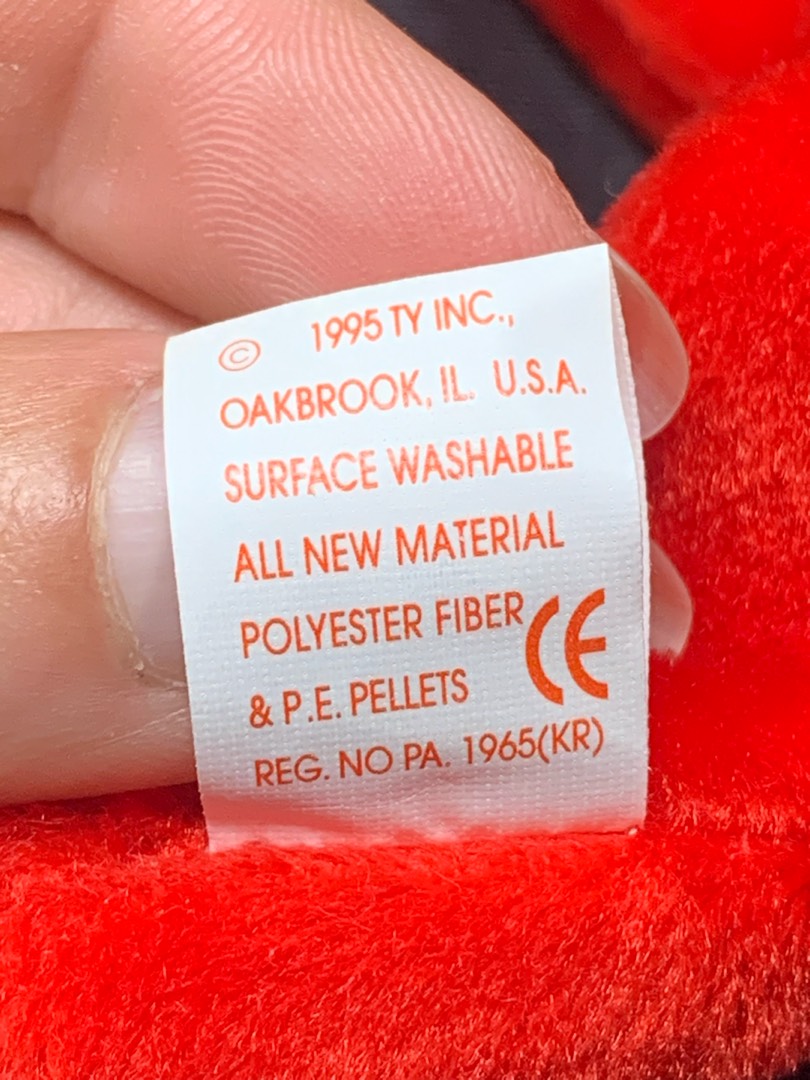 © 1995 TY INC.,
OAKBROOK, IL. U.S.A.
SURFACE WASHABLE
ALL NEW MATERIAL
POLYESTER FIBER
& P.E. PELLETS CE
REG. NO PA. 1965(KR)